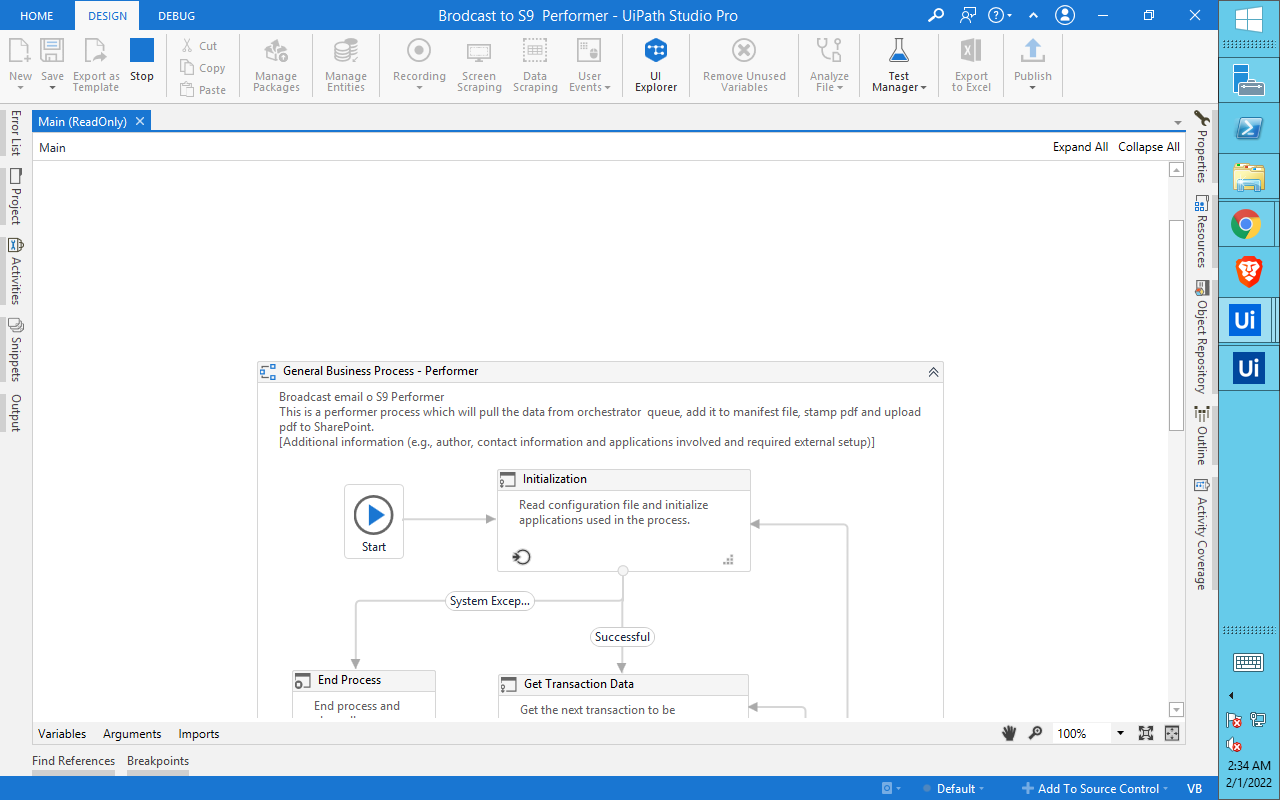 HOME DESIGN DEBUG Brodcast to S9 Performer - UiPath Studio Pro
New
Save
Export as
Template
Stop
Cut
Copy
Paste
Manage
Packages
Manage
Entities
Recording
Screen
Scraping
Data
Scraping
User
Events
UI
Explorer
Remove Unused
Variables
Analyze
File
Test
Manager
Export
to Excel
Publish
Error List
Project
Activities
Snippets
Output
Main (ReadOnly)
Main
Expand All Collapse All
General Business Process - Performer
Broadcast email o S9 Performer
This is a performer process which will pull the data from orchestrator queue, add it to manifest file, stamp pdf and upload
pdf to SharePoint.
[Additional information (e.g., author, contact information and applications involved and required external setup)]
Start
Initialization
Read configuration file and initialize
applications used in the process.
System Excep...
Successful
End Process
End process and
Get Transaction Data
Get the next transaction to be
Properties
Resources
Object Repository
Outline
Activity Coverage
Variables Arguments Imports
100%
Find References Breakpoints
Default
Add To Source Control
VB
Ui
Ui
2:34 AM
2/1/2022